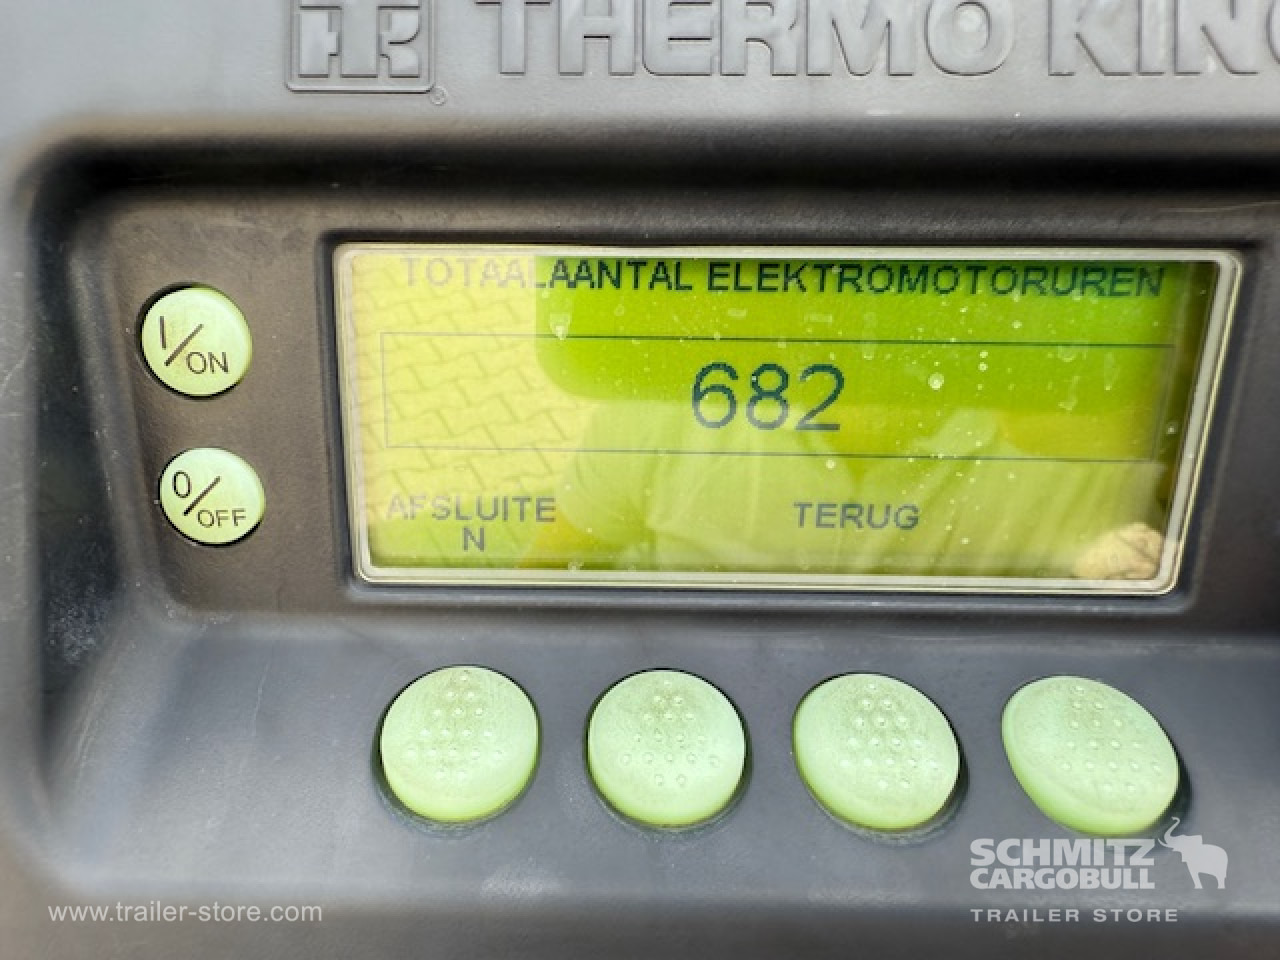 THERMO KING
®
TOTAALAANTAL ELEKTROMOTORUREN
I/ON
682
0/OFF
AFSLUITE
N
TERUG
SCHMITZ
CARGOBULL
TRAILER STORE
www.trailer-store.com